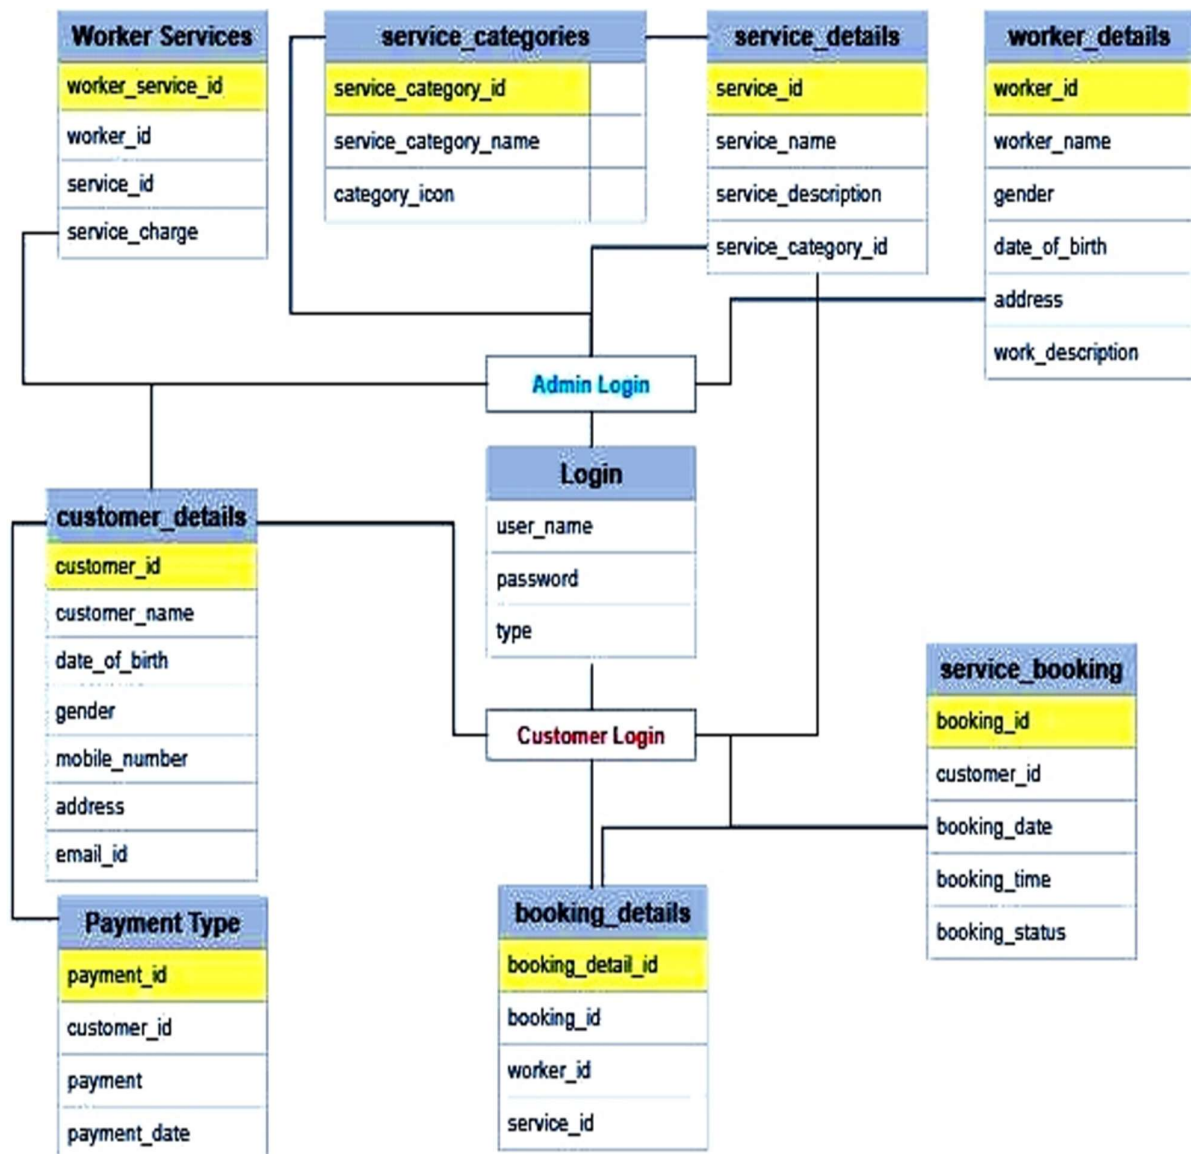 Worker Services
worker_service_id
worker_id
service_id
service_charge
service_categories
service_category_id
service_category_name
category_icon
service_details
service_id
service_name
service_description
service_category_id
worker_details
worker_id
worker_name
gender
date_of_birth
address
work_description
Admin Login
Login
user_name
password
type
customer_details
customer_id
customer_name
date_of_birth
gender
mobile_number
address
email_id
Customer Login
service_booking
booking_id
customer_id
booking_date
booking_time
booking_status
Payment Type
payment_id
customer_id
payment
payment_date
booking_details
booking_detail_id
booking_id
worker_id
service_id